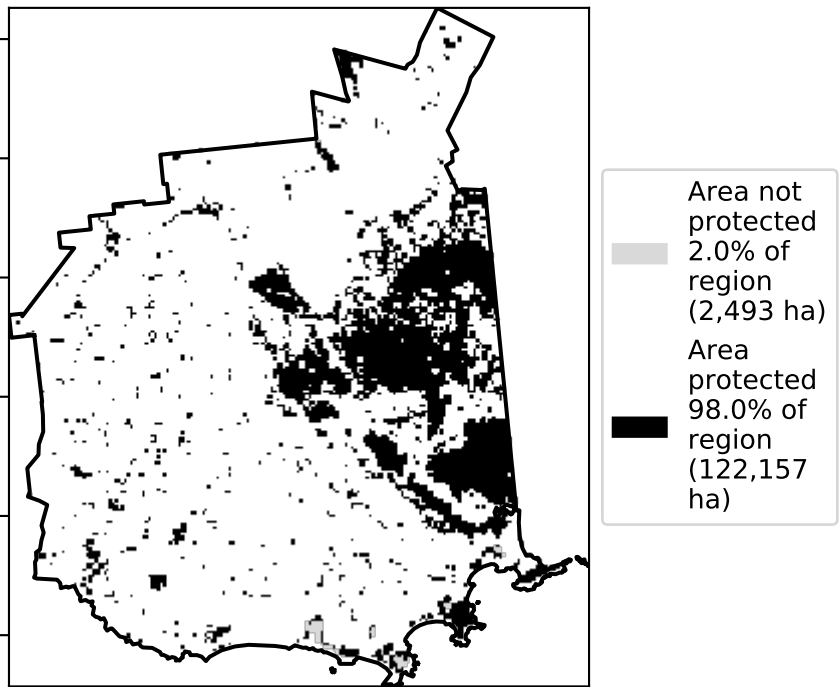 Area not
protected
2.0% of
region
(2,493 ha)
Area
protected
98.0% of
region
(122,157
ha)